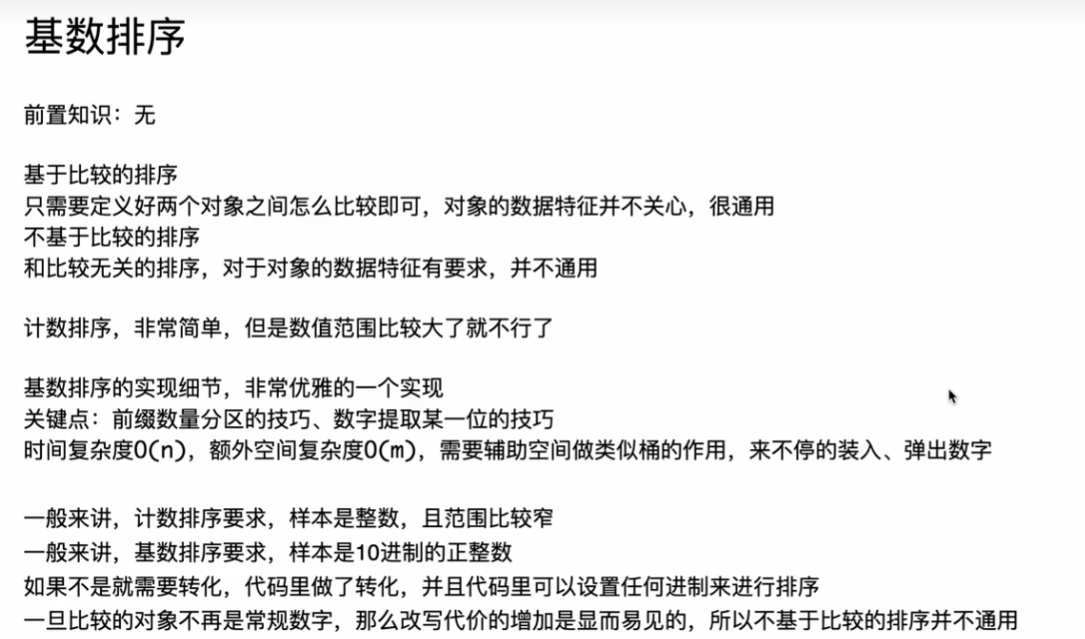 基数排序
前置知识：无
基于比较的排序
只需要定义好两个对象之间怎么比较即可，对象的数据特征并不关心，很通用
不基于比较的排序
和比较无关的排序，对于对象的数据特征有要求，并不通用
计数排序，非常简单，但是数值范围比较大了就不行了
基数排序的实现细节，非常优雅的一个实现
关键点：前缀数量分区的技巧、数字提取某一位的技巧
时间复杂度O(n)，额外空间复杂度O(m)，需要辅助空间做类似桶的作用，来不停的装入、弹出数字
一般来讲，计数排序要求，样本是整数，且范围比较窄
一般来讲，基数排序要求，样本是10进制的正整数
如果不是就需要转化，代码里做了转化，并且代码里可以设置任何进制来进行排序
一旦比较的对象不再是常规数字，那么改写代价的增加是显而易见的，所以不基于比较的排序并不通用